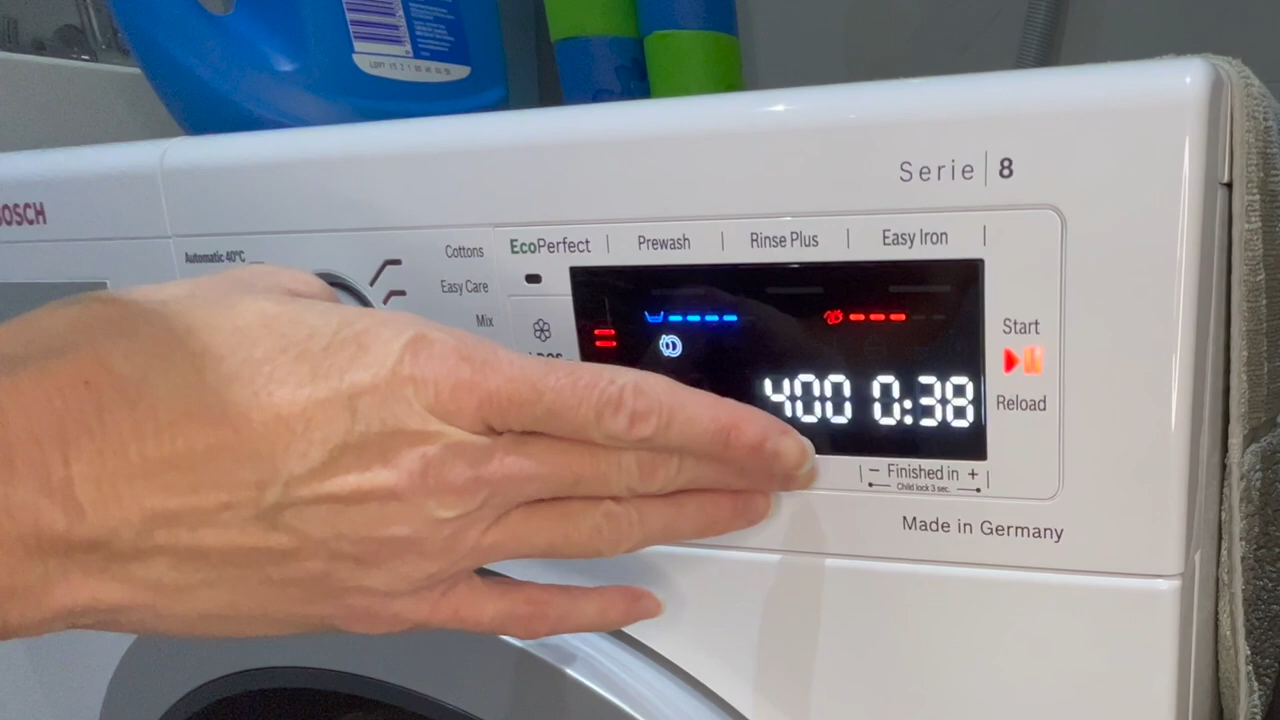 Serie | 8
BOSCH
Automatic 40°C
Cottons
Easy Care
Mix
EcoPerfect | Prewash | Rinse Plus | Easy Iron |
400 0:38
Start
Reload
− Finished in +
Child lock 3 sec.
Made in Germany